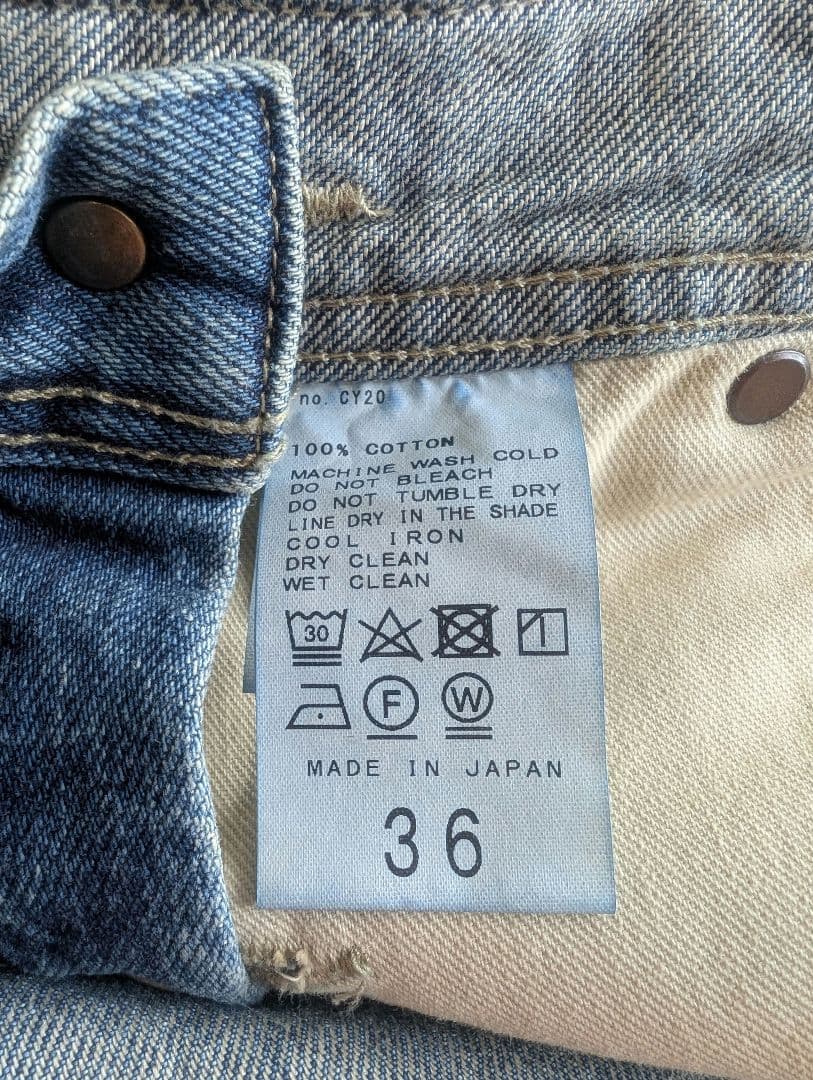 no. CY20
100% COTTON
MACHINE WASH COLD
DO NOT BLEACH
DO NOT TUMBLE DRY
LINE DRY IN THE SHADE
COOL IRON
DRY CLEAN
WET CLEAN
30
F W
MADE IN JAPAN
36